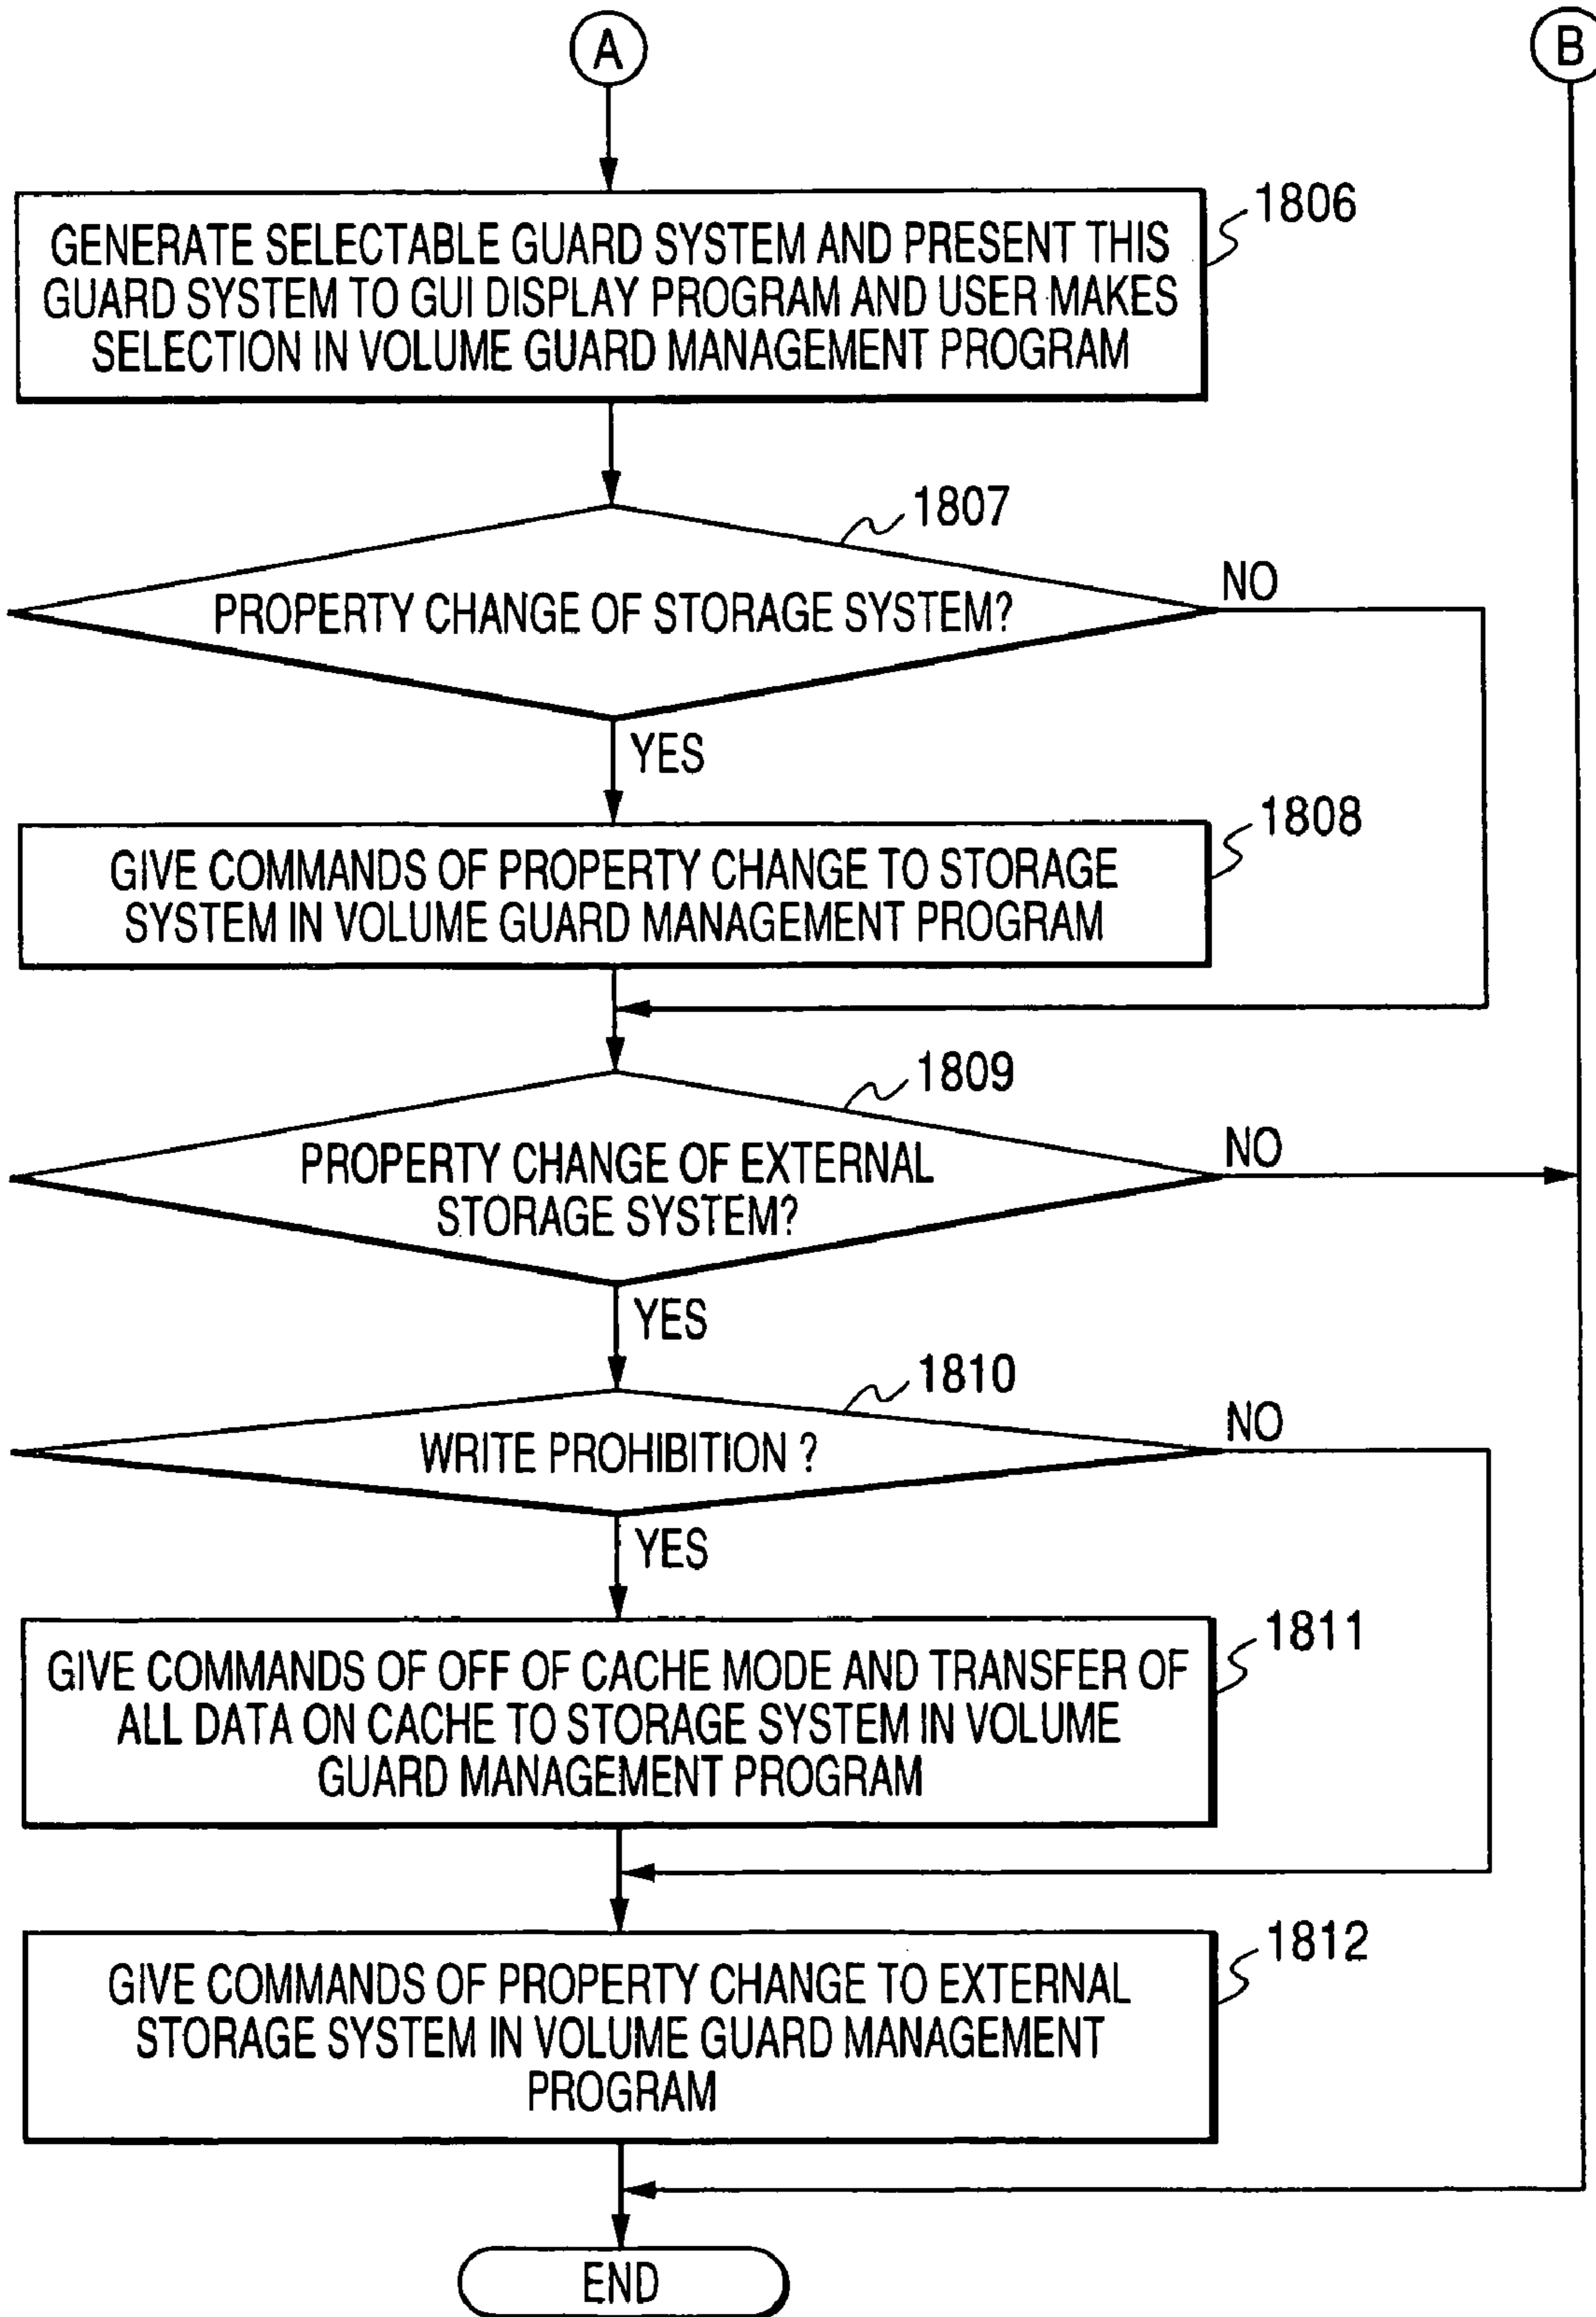 A
B
1806
GENERATE SELECTABLE GUARD SYSTEM AND PRESENT THIS
GUARD SYSTEM TO GUI DISPLAY PROGRAM AND USER MAKES
SELECTION IN VOLUME GUARD MANAGEMENT PROGRAM
1807
PROPERTY CHANGE OF STORAGE SYSTEM?
NO
YES
1808
GIVE COMMANDS OF PROPERTY CHANGE TO STORAGE
SYSTEM IN VOLUME GUARD MANAGEMENT PROGRAM
1809
PROPERTY CHANGE OF EXTERNAL
STORAGE SYSTEM?
NO
YES
1810
WRITE PROHIBITION ?
NO
YES
1811
GIVE COMMANDS OF OFF OF CACHE MODE AND TRANSFER OF
ALL DATA ON CACHE TO STORAGE SYSTEM IN VOLUME
GUARD MANAGEMENT PROGRAM
1812
GIVE COMMANDS OF PROPERTY CHANGE TO EXTERNAL
STORAGE SYSTEM IN VOLUME GUARD MANAGEMENT
PROGRAM
END